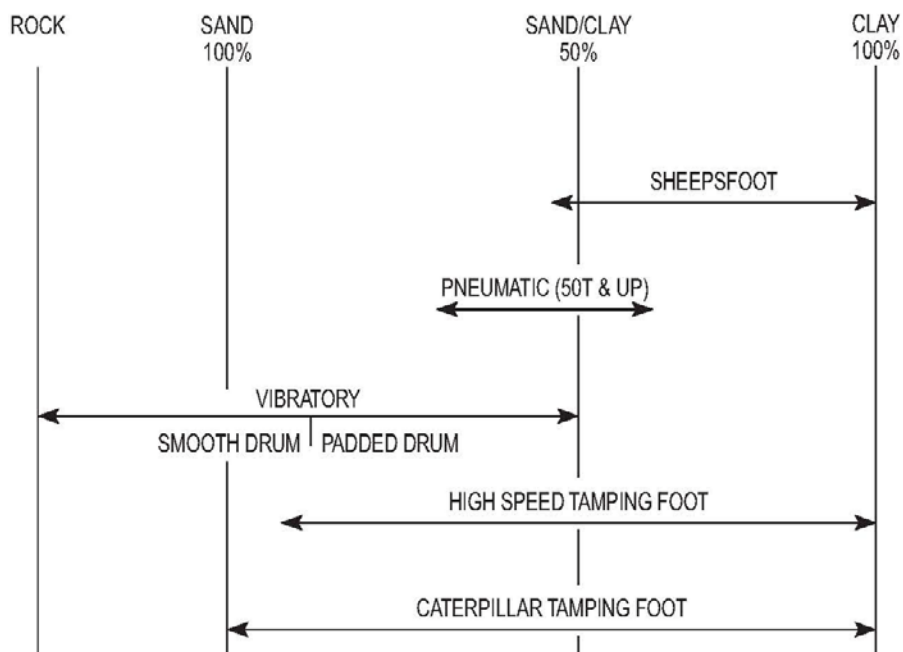 ROCK SAND SAND/CLAY CLAY
100% 50% 100%
SHEEPSFOOT
PNEUMATIC (50T & UP)
VIBRATORY
SMOOTH DRUM PADDED DRUM
HIGH SPEED TAMPING FOOT
CATERPILLAR TAMPING FOOT